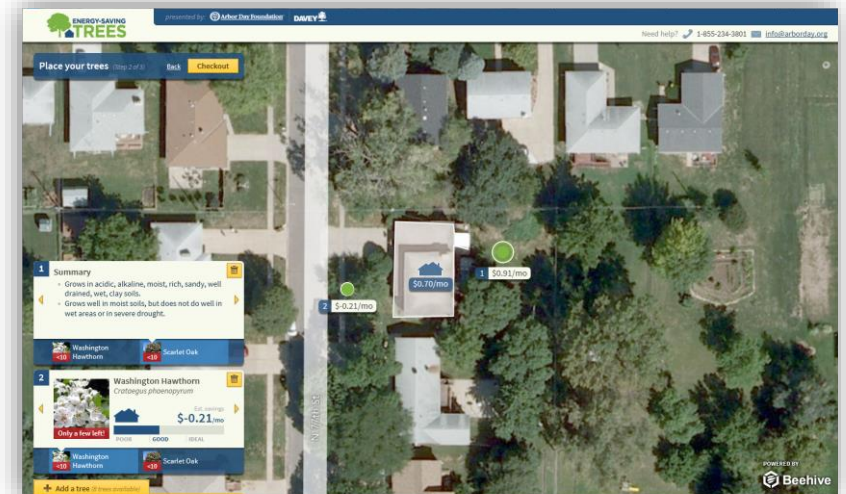 ENERGY-SAVING
TREES
presented by:
Arbor Day Foundation
DAVEY
Need help?
1-855-234-3801
info@arborday.org
Place your trees (Step 2 of 3)
Back
Checkout
$0.70/mo
1 $0.91/mo
2 $-0.21/mo
1
Summary
Grows in acidic, alkaline, moist, rich, sandy, well
drained, wet, clay soils.
Grows well in moist soils, but does not do well in
wet areas or in severe drought.
<10
Washington
Hawthorn
<10
Scarlet Oak
2
Washington Hawthorn
Crataegus phaenopyrum
Est. savings
$-0.21/mo
Only a few left!
POOR
GOOD
IDEAL
<10
Washington
Hawthorn
<10
Scarlet Oak
+ Add a tree
POWERED BY
Beehive